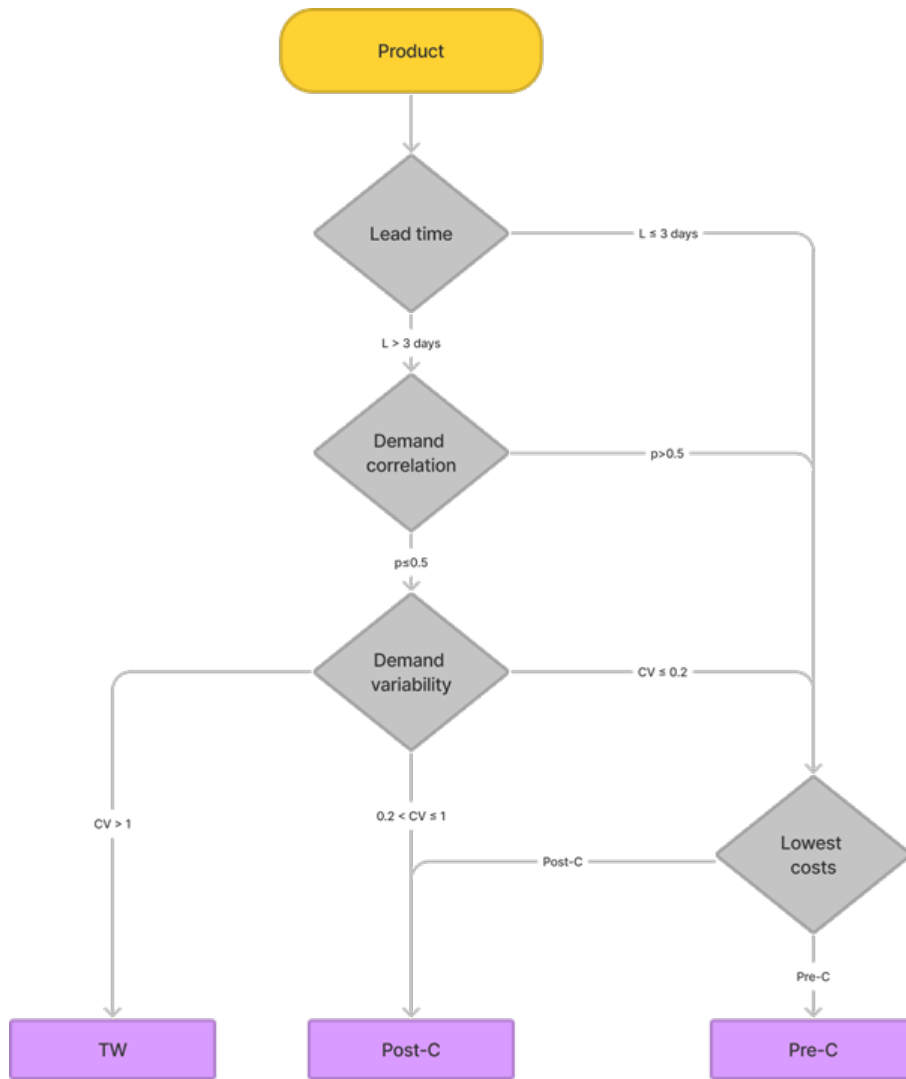 Product
Lead time
L ≤ 3 days
L > 3 days
Demand
correlation
p>0.5
p≤0.5
Demand
variability
CV ≤ 0.2
CV > 1
0.2 < CV ≤ 1
Lowest
costs
Post-C
Pre-C
TW
Post-C
Pre-C